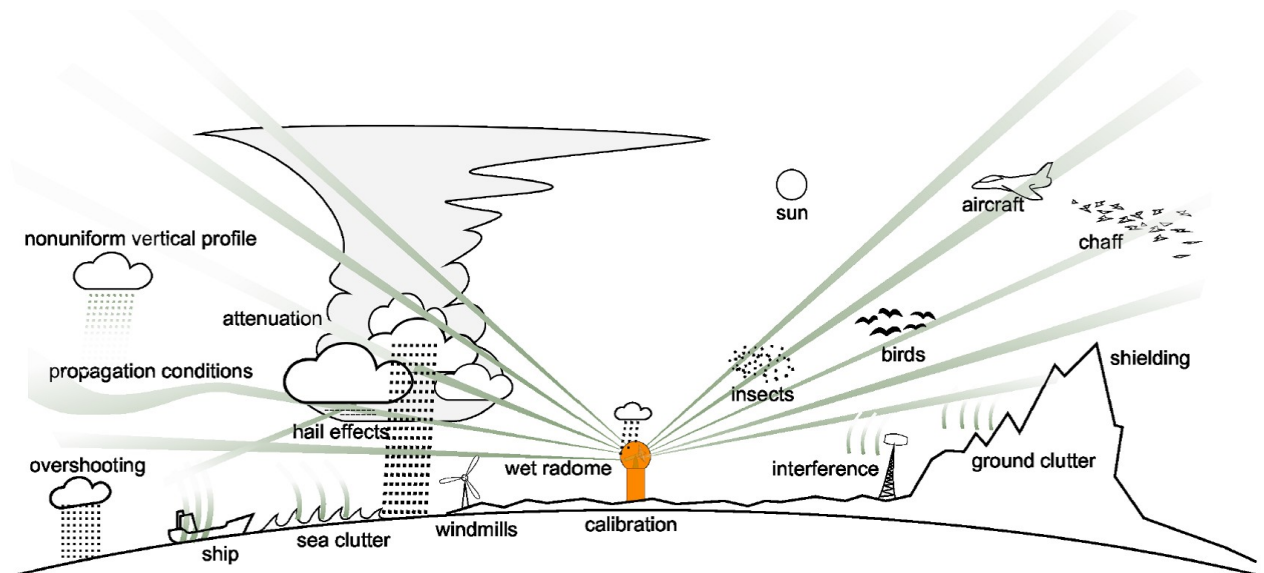 sun
aircraft
nonuniform vertical profile
chaff
attenuation
birds
shielding
propagation conditions
insects
hail effects
overshooting
wet radome
interference
ground clutter
windmills
calibration
sea clutter
ship